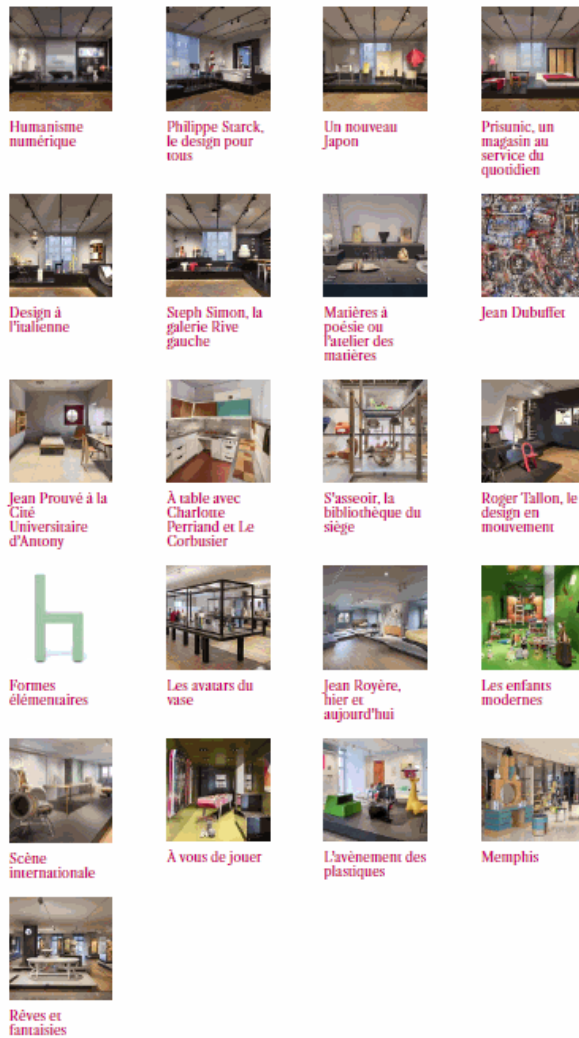 Humanisme
numérique
Philippe Starck,
le design pour
tous
Un nouveau
Japon
Prisunic, un
magasin au
service du
quotidien
Design à
l'italienne
Steph Simon, la
galerie Rive
gauche
Matières à
poésie ou
l'atelier des
matières
Jean Dubuffet
Jean Prouvé à la
Cité
Universitaire
d'Antony
À table avec
Charlotte
Perriand et Le
Corbusier
S'asseoir, la
bibliothèque du
siège
Roger Tallon, le
design en
mouvement
Formes
élémentaires
Les avatars du
vase
Jean Royère,
hier et
aujourd'hui
Les enfants
modernes
Scène
internationale
À vous de jouer
L'avènement des
plastiques
Memphis
Rêves et
fantaisies